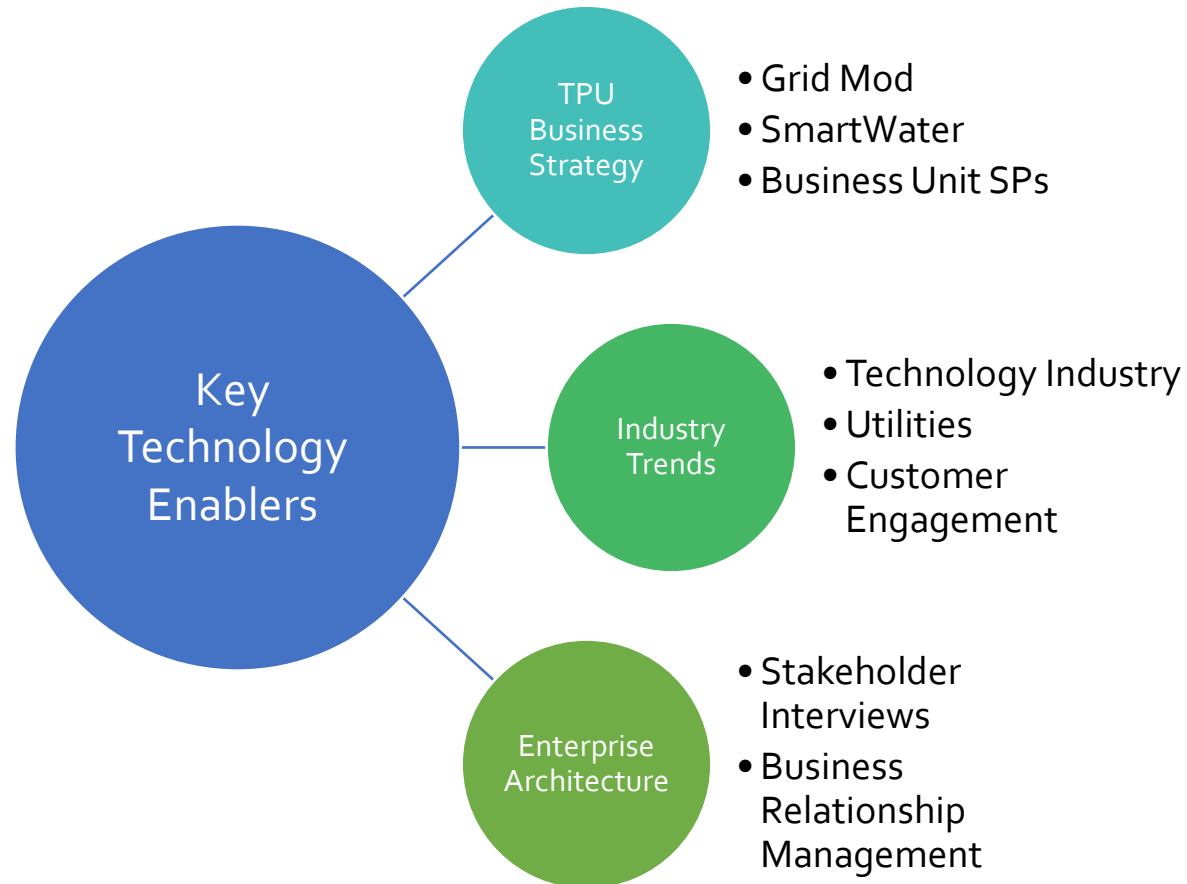 TPU
Business
Strategy
• Grid Mod
• SmartWater
• Business Unit SPs
Key
Technology
Enablers
Industry
Trends
• Technology Industry
• Utilities
• Customer
Engagement
Enterprise
Architecture
• Stakeholder
Interviews
• Business
Relationship
Management